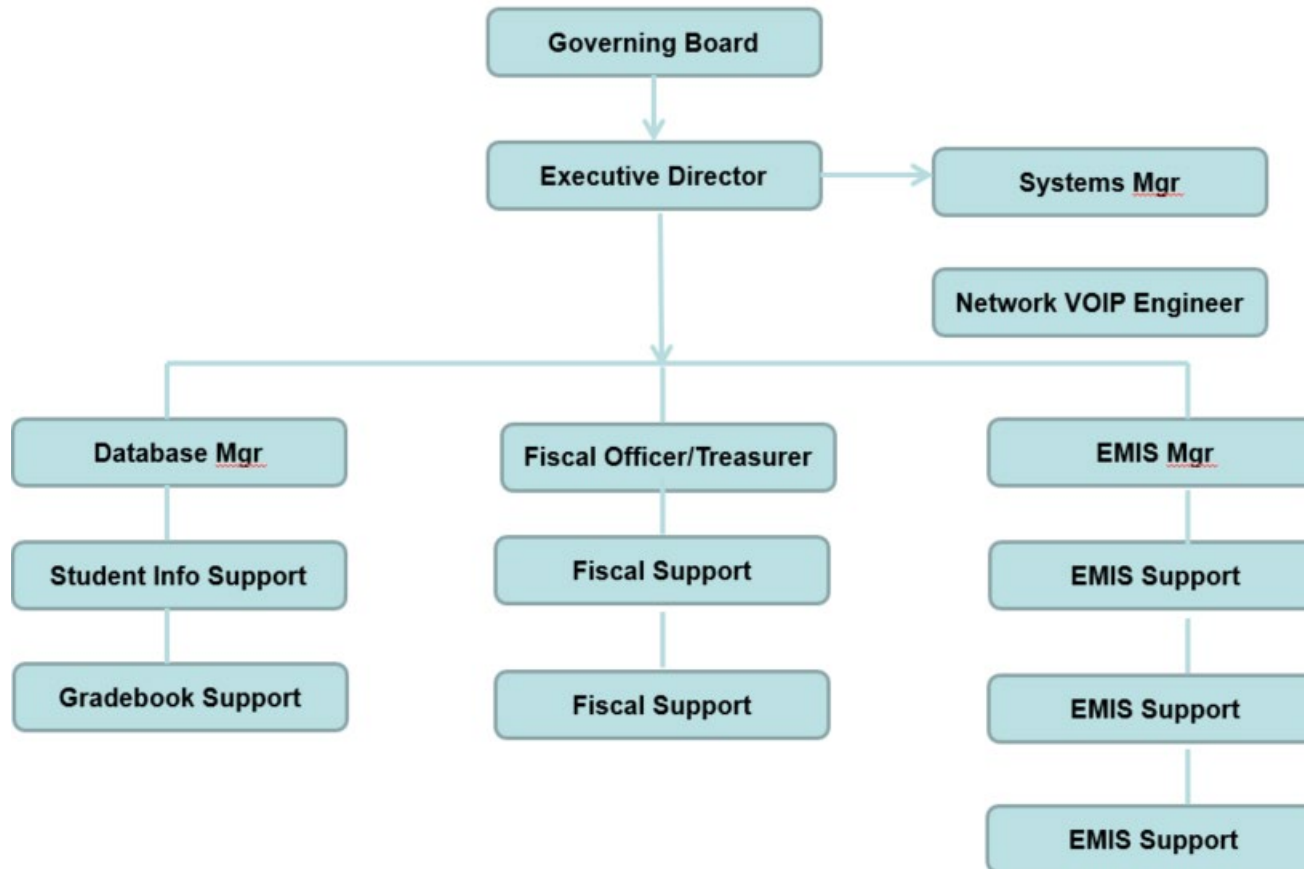 Governing Board
Executive Director
Systems Mgr
Network VOIP Engineer
Database Mgr
Fiscal Officer/Treasurer
EMIS Mgr
Student Info Support
Fiscal Support
EMIS Support
Gradebook Support
Fiscal Support
EMIS Support
EMIS Support